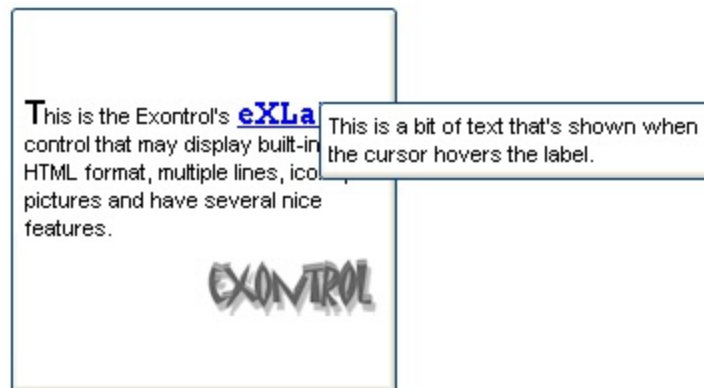 This is the Exontrol's eXLa
control that may display built-in
HTML format, multiple lines,
pictures and have several nice
features.
This is a bit of text that's shown when
the cursor hovers the label.
EXONTROL